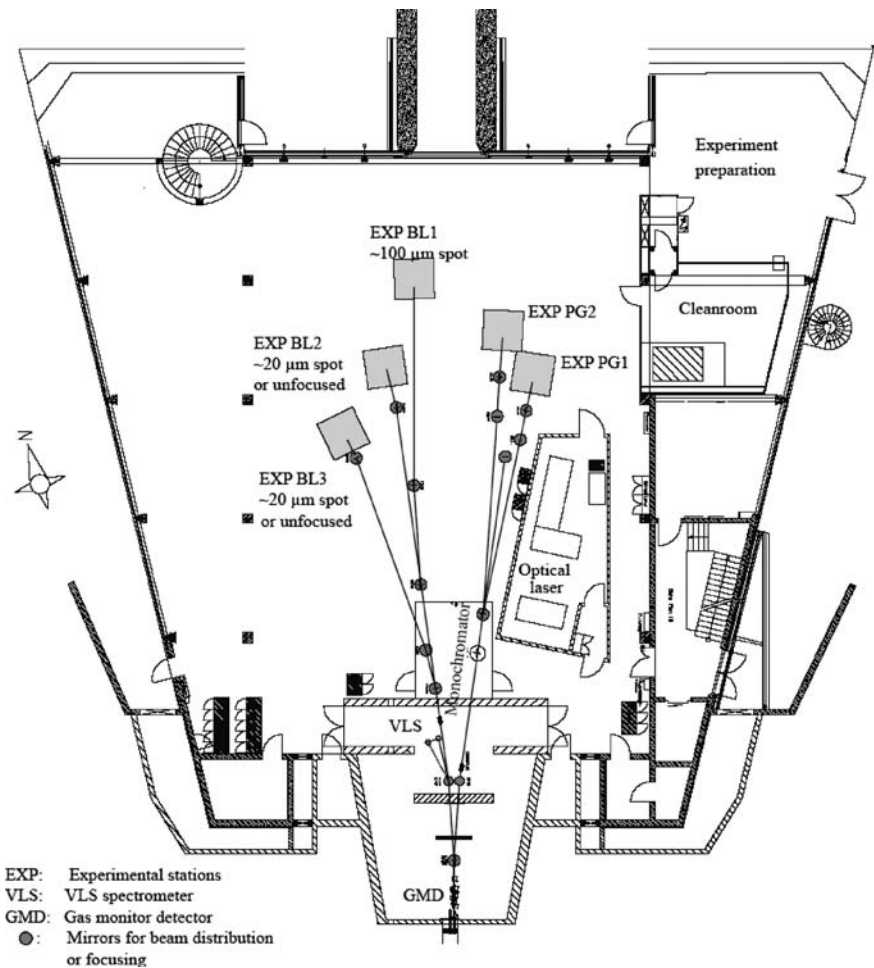 Experiment
preparation
EXP BL1
~100 µm spot
EXP PG2
Cleanroom
EXP BL2
~20 µm spot
or unfocused
EXP PG1
N
EXP BL3
~20 µm spot
or unfocused
Optical
laser
Monochromator
VLS
GMD
EXP: Experimental stations
VLS: VLS spectrometer
GMD: Gas monitor detector
: Mirrors for beam distribution
or focusing